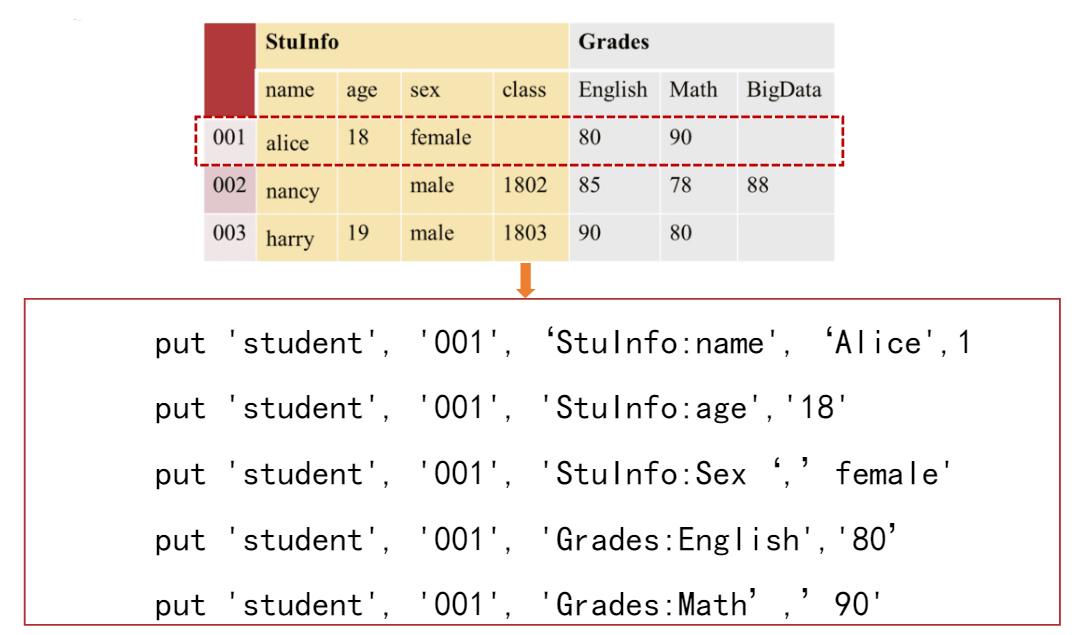 StuInfo Grades
name age sex class English Math BigData
001 alice 18 female 80 90
002 nancy male 1802 85 78 88
003 harry 19 male 1803 90 80
put 'student', '001', ‘StuInfo:name', ‘Alice',1
put 'student', '001', 'StuInfo:age','18'
put 'student', '001', 'StuInfo:Sex ‘,’ female'
put 'student', '001', 'Grades:English','80’
put 'student', '001', 'Grades:Math’,’ 90'